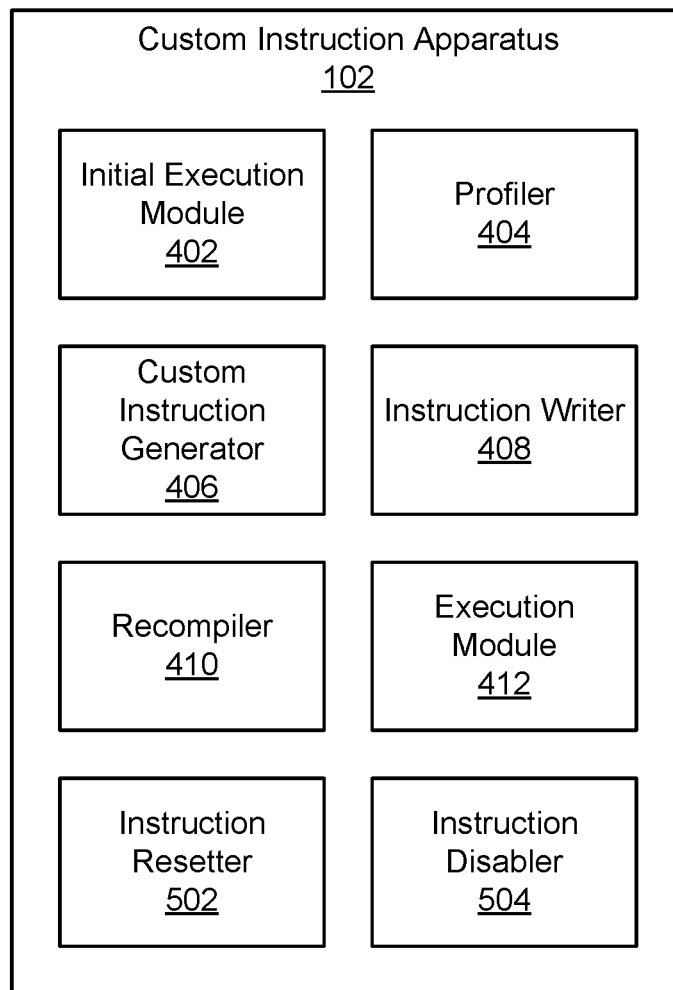 Custom Instruction Apparatus
102
Initial Execution
Module
402
Profiler
404
Custom
Instruction
Generator
406
Instruction Writer
408
Recompiler
410
Execution
Module
412
Instruction
Resetter
502
Instruction
Disabler
504